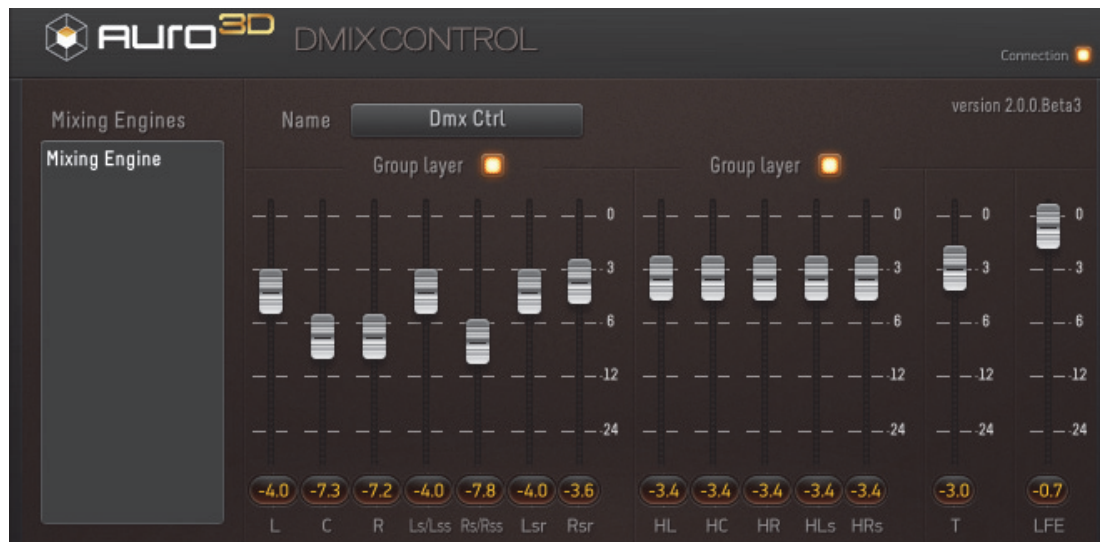 AURO 3D DMIX CONTROL
Connection
Mixing Engines
Name Dmx Ctrl
version 2.0.0.Beta3
Mixing Engine
Group layer Group layer
0 0 0 0
3 3 3 3
6 6 6 6
12 12 12 12
24 24 24 24
-4.0 -7.3 -7.2 -4.0 -7.8 -4.0 -3.6 -3.4 -3.4 -3.4 -3.4 -3.4 -3.0 -0.7
L C R Ls/Lss Rs/Rss Lsr Rsr HL HC HR HLs HRs T LFE